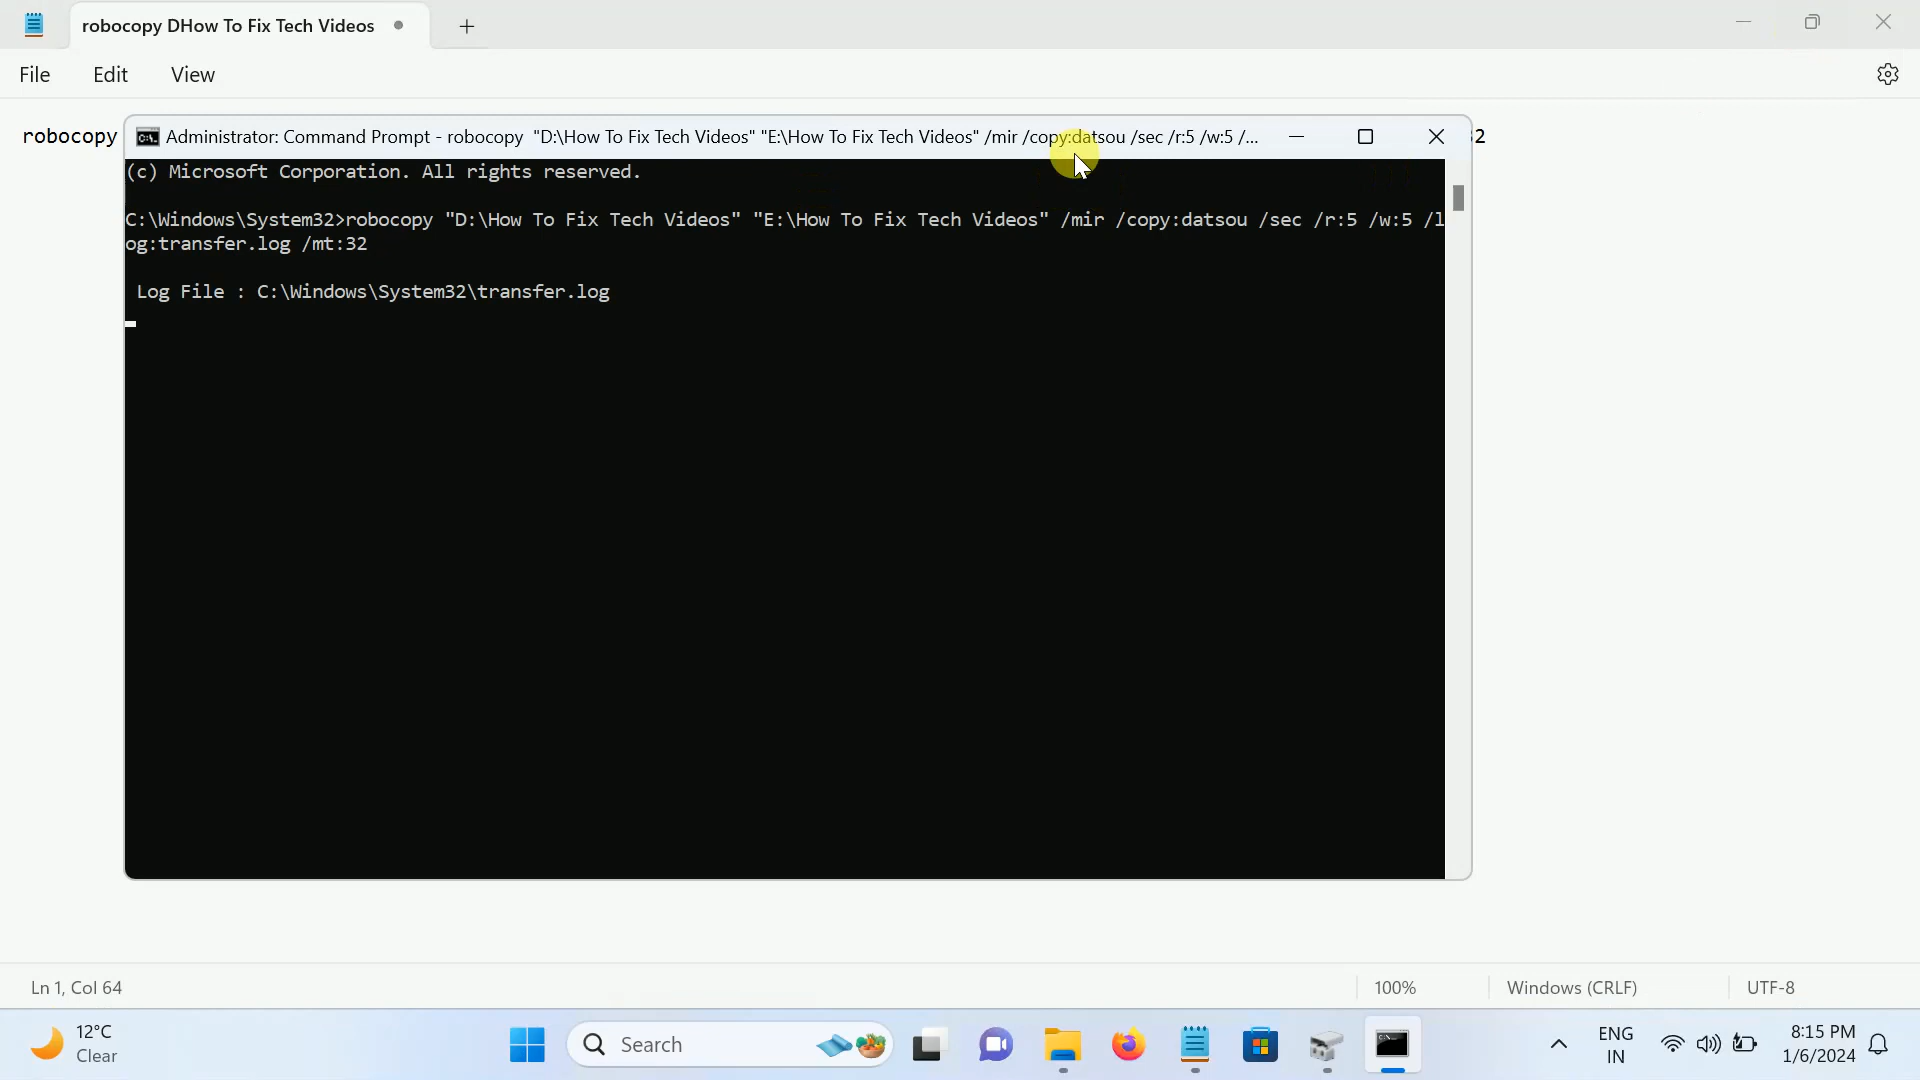 robocopy DHow To Fix Tech Videos
File Edit View
robocopy
32
Administrator: Command Prompt - robocopy "D:\How To Fix Tech Videos" "E:\How To Fix Tech Videos" /mir /copy:datsou /sec /r:5 /w:5 /...
(c) Microsoft Corporation. All rights reserved.
C:\Windows\System32>robocopy "D:\How To Fix Tech Videos" "E:\How To Fix Tech Videos" /mir /copy:datsou /sec /r:5 /w:5 /l
og:transfer.log /mt:32
Log File : C:\Windows\System32\transfer.log
Ln 1, Col 64 100% Windows (CRLF) UTF-8
12°C
Clear
Search
ENG
IN
8:15 PM
1/6/2024